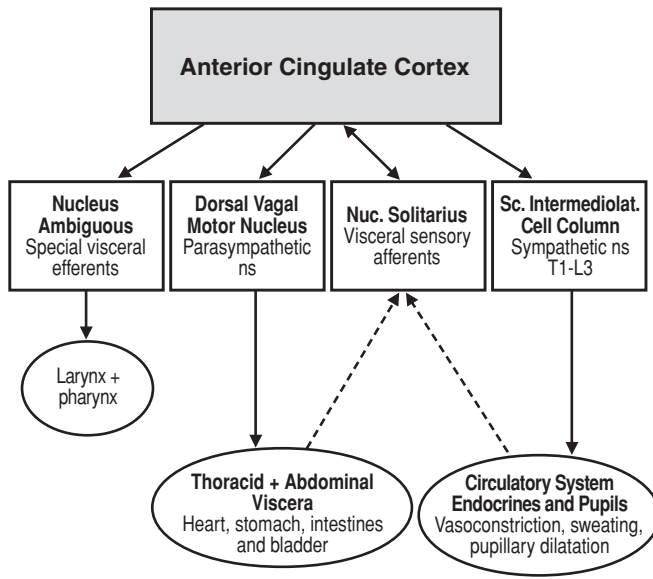 Anterior Cingulate Cortex
Nucleus
Ambiguous
Special visceral
efferents
Dorsal Vagal
Motor Nucleus
Parasympathetic
ns
Nuc. Solitarius
Visceral sensory
afferents
Sc. Intermediolat.
Cell Column
Sympathetic ns
T1-L3
Larynx +
pharynx
Thoracid + Abdominal
Viscera
Heart, stomach, intestines
and bladder
Circulatory System
Endocrines and Pupils
Vasoconstriction, sweating,
pupillary dilatation